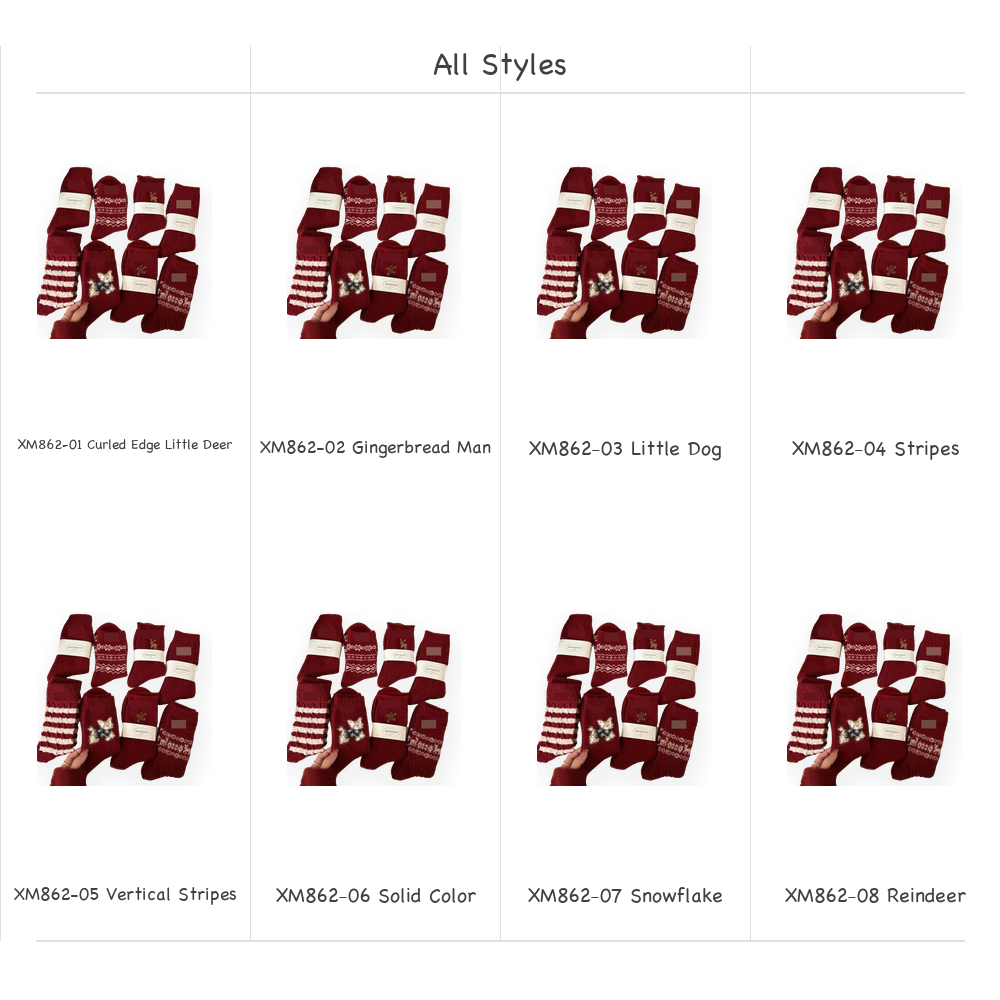 All Styles
XM862-01 Curled Edge Little Deer
XM862-02 Gingerbread Man
XM862-03 Little Dog
XM862-04 Stripes
XM862-05 Vertical Stripes
XM862-06 Solid Color
XM862-07 Snowflake
XM862-08 Reindeer